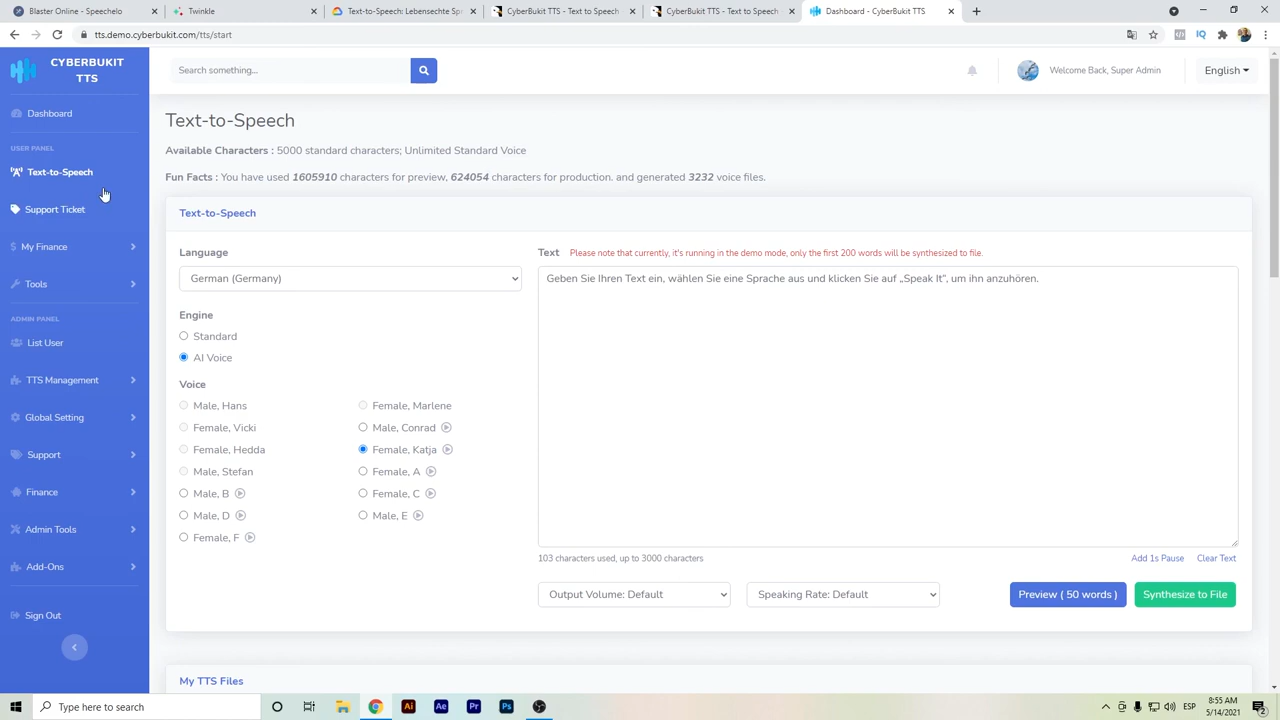 Blaster Online - Speechelo
Twinkle
Text-to-Speech: Lebensechte Sp
CyberBukit TTS - Text to Speech
CyberBukit TTS - Text to Speech
Dashboard - CyberBukit TTS
tts.demo.cyberbukit.com/tts/start
CYBERBUKIT
TTS
Search something...
Welcome Back, Super Admin
English
Dashboard
USER PANEL
Text-to-Speech
Support Ticket
My Finance
Tools
ADMIN PANEL
List User
TTS Management
Global Setting
Support
Finance
Admin Tools
Add-Ons
Sign Out
Text-to-Speech
Available Characters : 5000 standard characters; Unlimited Standard Voice
Fun Facts : You have used 1605910 characters for preview, 624054 characters for production. and generated 3232 voice files.
Text-to-Speech
Language
German (Germany)
Engine
Standard
AI Voice
Voice
Male, Hans
Female, Marlene
Female, Vicki
Male, Conrad
Female, Hedda
Female, Katja
Male, Stefan
Female, A
Male, B
Female, C
Male, D
Male, E
Female, F
Text Please note that currently, it's running in the demo mode, only the first 200 words will be synthesized to file.
Geben Sie Ihren Text ein, wählen Sie eine Sprache aus und klicken Sie auf „Speak It“, um ihn anzuhören.
103 characters used, up to 3000 characters
Add 1s Pause
Clear Text
Output Volume: Default
Speaking Rate: Default
Preview ( 50 words )
Synthesize to File
My TTS Files
Type here to search
ESP
8:55 AM
5/14/2021